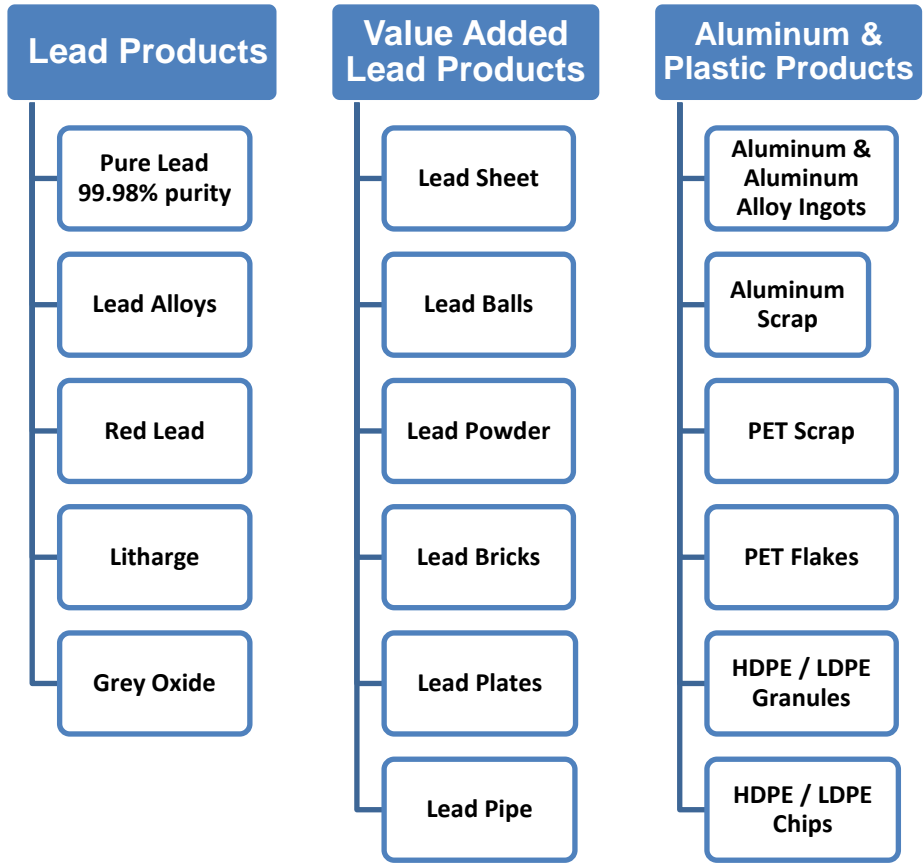 Lead Products
Pure Lead
99.98% purity
Lead Alloys
Red Lead
Litharge
Grey Oxide
Value Added
Lead Products
Lead Sheet
Lead Balls
Lead Powder
Lead Bricks
Lead Plates
Lead Pipe
Aluminum &
Plastic Products
Aluminum &
Aluminum
Alloy Ingots
Aluminum
Scrap
PET Scrap
PET Flakes
HDPE / LDPE
Granules
HDPE / LDPE
Chips